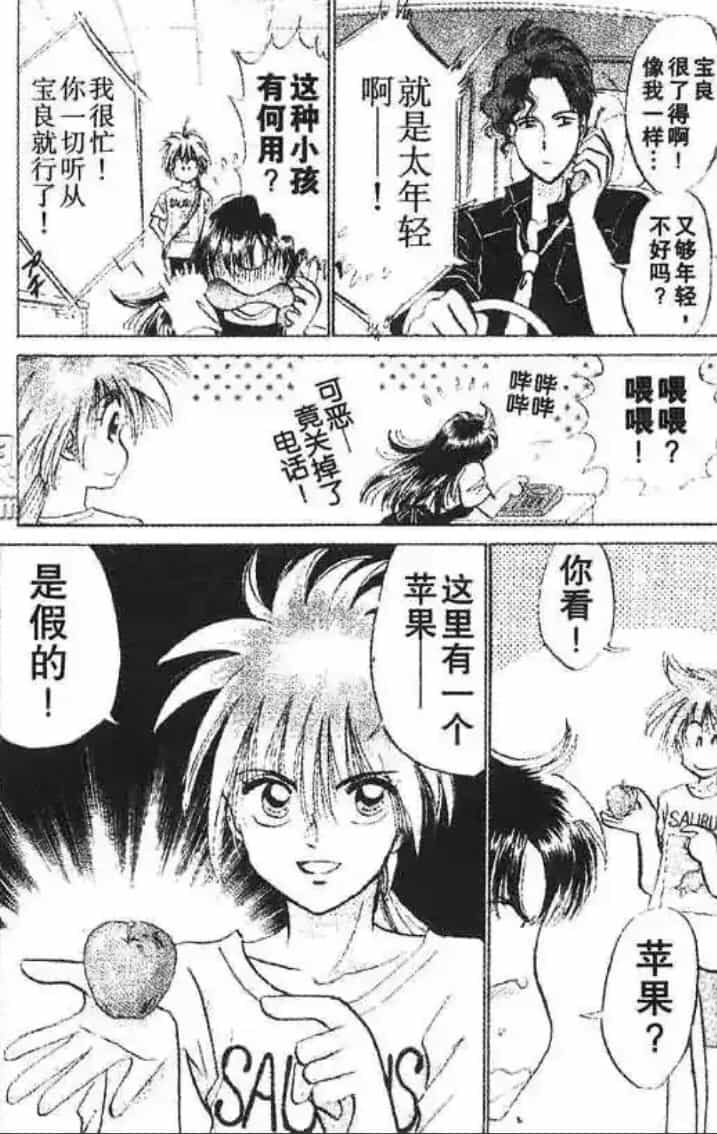 宝良
很了得啊！
像我一样…
又够年轻，
不好吗？
就是太年轻
啊——！
这种小孩
有何用？
我很忙！
你一切听从
宝良就行了！
SAURUS
喂喂？
喂喂！
哔哔
哔哔
可恶—
竟关掉了
电话！
你看！
SAURU
苹果？
这里有一个
苹果——
是假的！
SAURUS